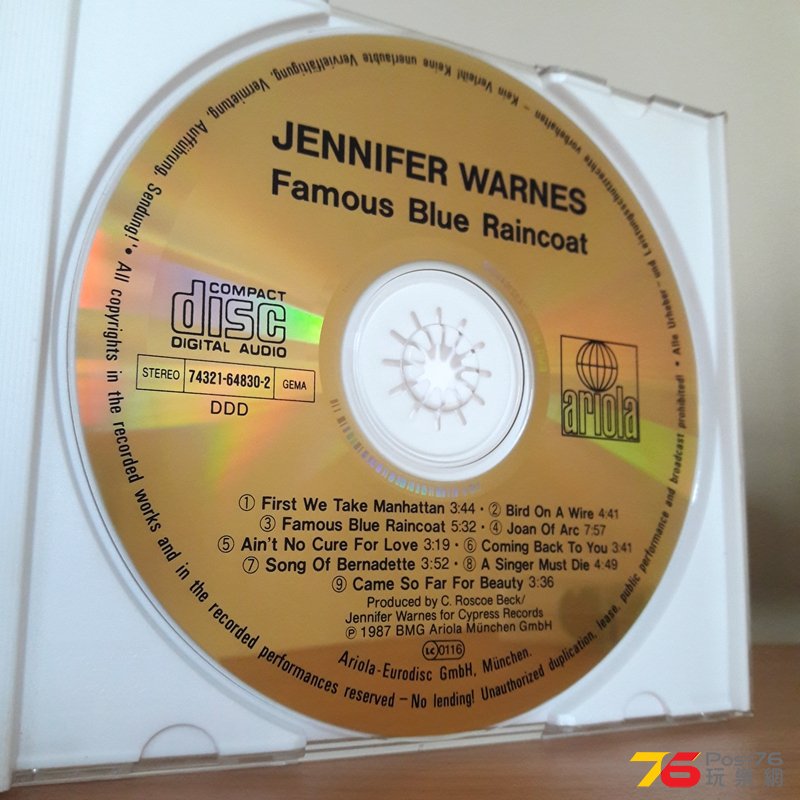 JENNIFER WARNES
Famous Blue Raincoat
COMPACT
disc
DIGITAL AUDIO
STEREO 74321-64830-2 GEMA
DDD
ariola
① First We Take Manhattan 3:44 · ② Bird On A Wire 4:41
③ Famous Blue Raincoat 5:32 · ④ Joan Of Arc 7:57
⑤ Ain't No Cure For Love 3:19 · ⑥ Coming Back To You 3:41
⑦ Song Of Bernadette 3:52 · ⑧ A Singer Must Die 4:49
⑨ Came So Far For Beauty 3:36
Produced by C. Roscoe Beck/
Jennifer Warnes for Cypress Records
℗ 1987 BMG Ariola München GmbH
LC 0116
Ariola-Eurodisc GmbH, München.
Alle Urheber- und Leistungsschutzrechte vorbehalten – Kein Verleih! Keine unerlaubte Vervielfältigung, Vermietung, Aufführung, Sendung! • All copyrights in the recorded works and in the recorded performances reserved – No lending! Unauthorized duplication, lease, public performance and broadcast prohibited! •
76 Post76
玩樂網